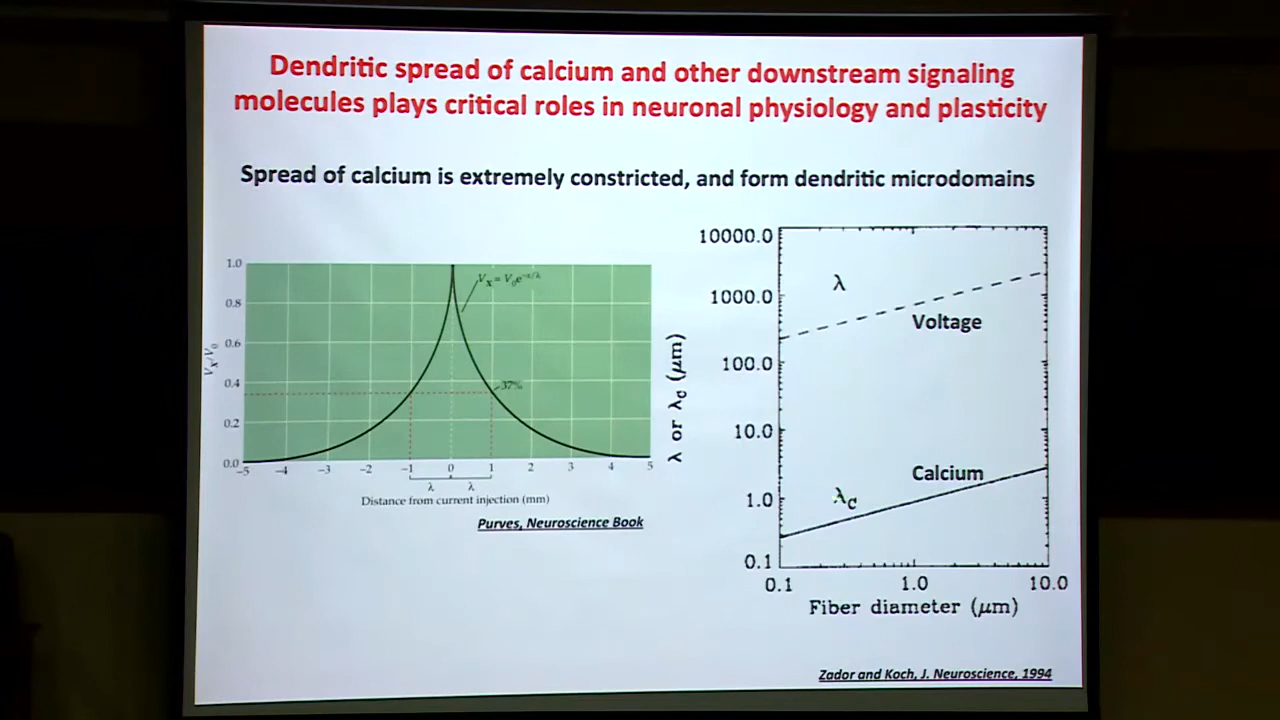 Dendritic spread of calcium and other downstream signaling
molecules plays critical roles in neuronal physiology and plasticity
Spread of calcium is extremely constricted, and form dendritic microdomains
1.0
0.8
0.6
0.4
0.2
0.0
Vx/V0
Vx = V0e^-x/λ
37%
-5 -4 -3 -2 -1 0 1 2 3 4 5
λ λ
Distance from current injection (mm)
Purves, Neuroscience Book
10000.0
1000.0
100.0
10.0
1.0
0.1
λ or λc (μm)
λ
Voltage
Calcium
λc
0.1 1.0 10.0
Fiber diameter (μm)
Zador and Koch, J. Neuroscience, 1994